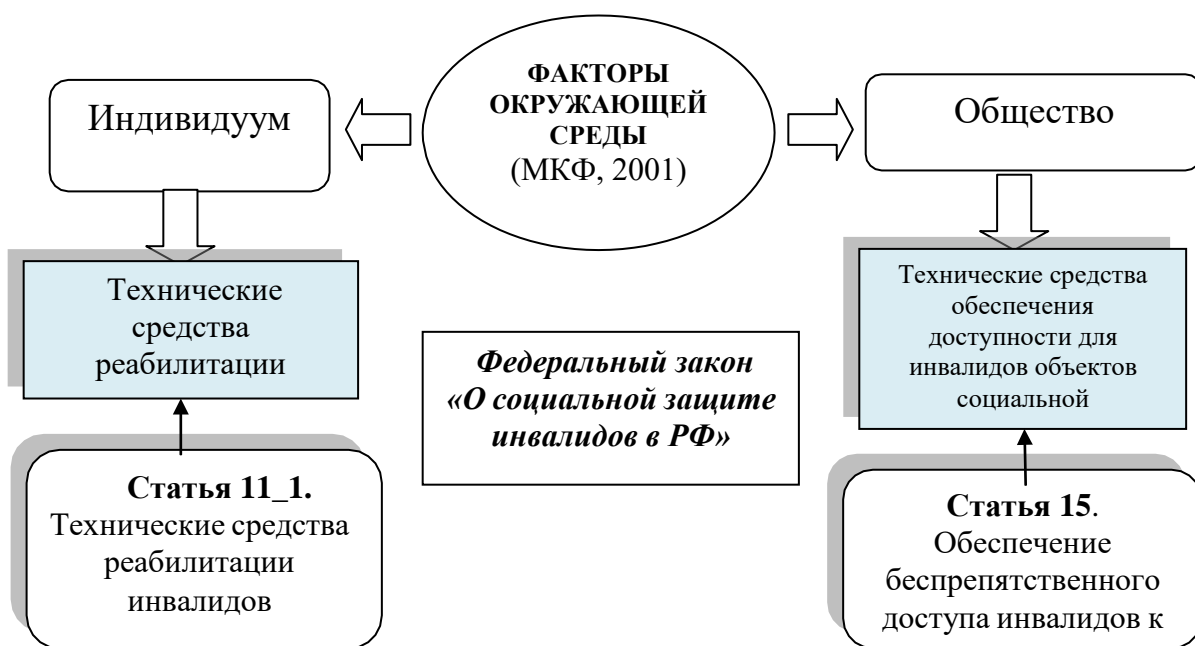 ФАКТОРЫ
ОКРУЖАЮЩЕЙ
СРЕДЫ
(МКФ, 2001)
Индивидуум
Общество
Технические
средства
реабилитации
Технические средства
обеспечения
доступности для
инвалидов объектов
социальной
Федеральный закон
«О социальной защите
инвалидов в РФ»
Статья 11_1.
Технические средства
реабилитации
инвалидов
Статья 15.
Обеспечение
беспрепятственного
доступа инвалидов к